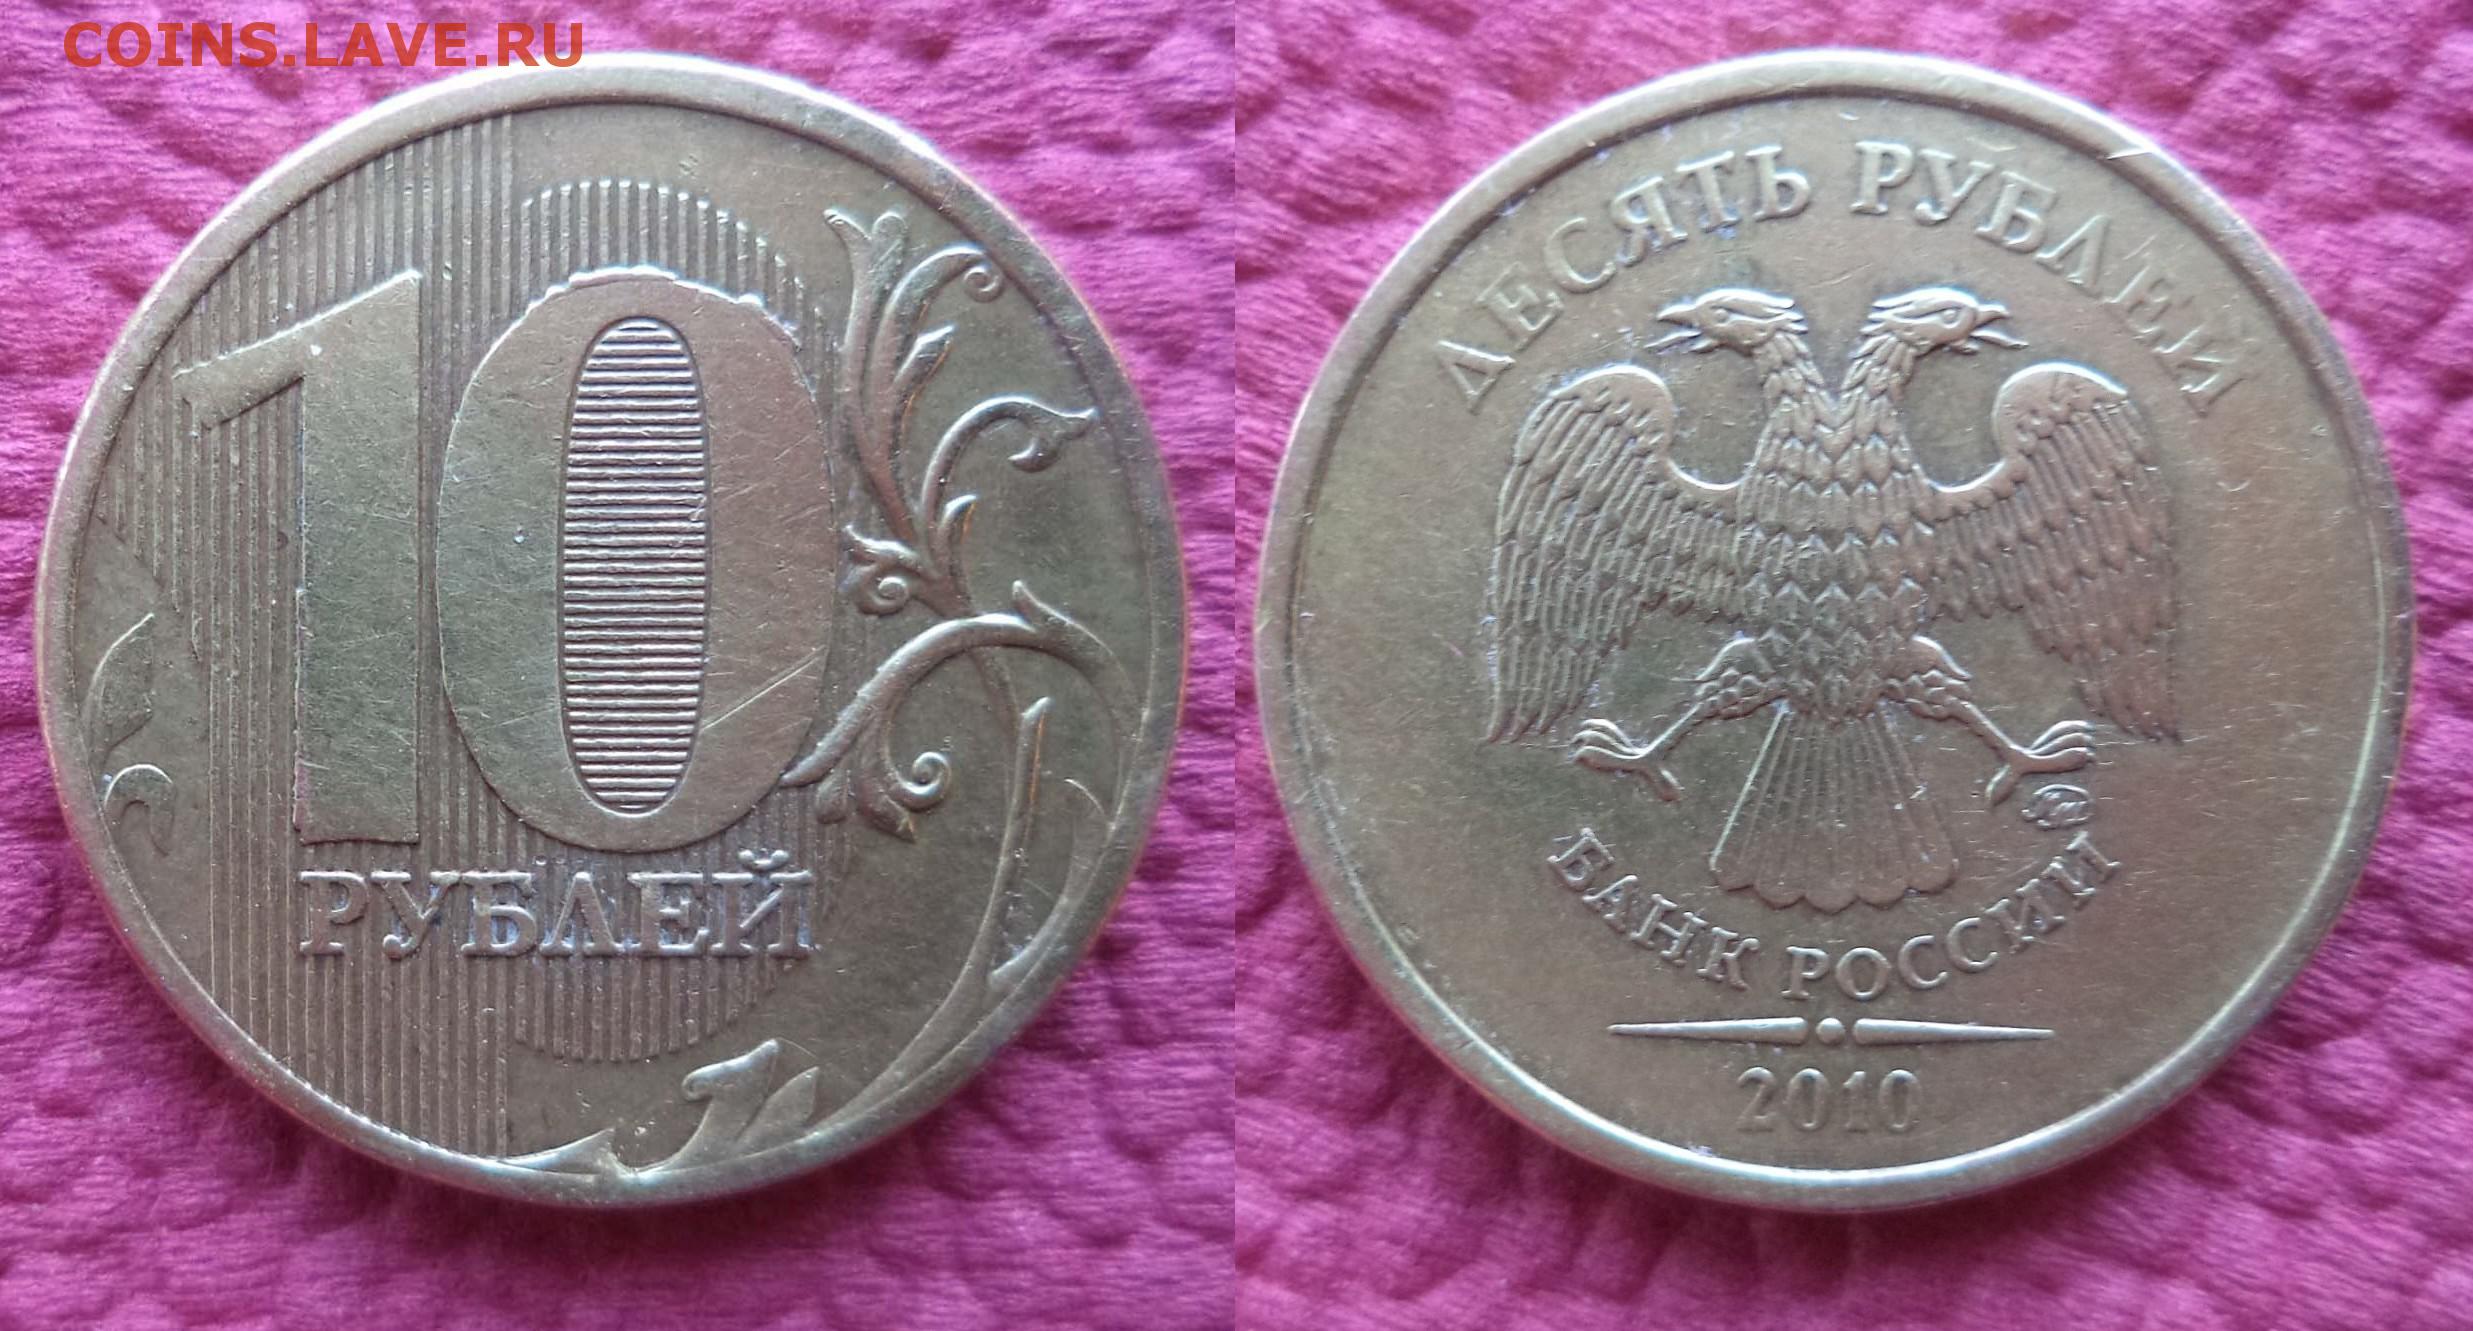 COINS.LAVE.RU
10
РУБЛЕЙ
ДЕСЯТЬ РУБЛЕЙ
БАНК РОССИИ
2010